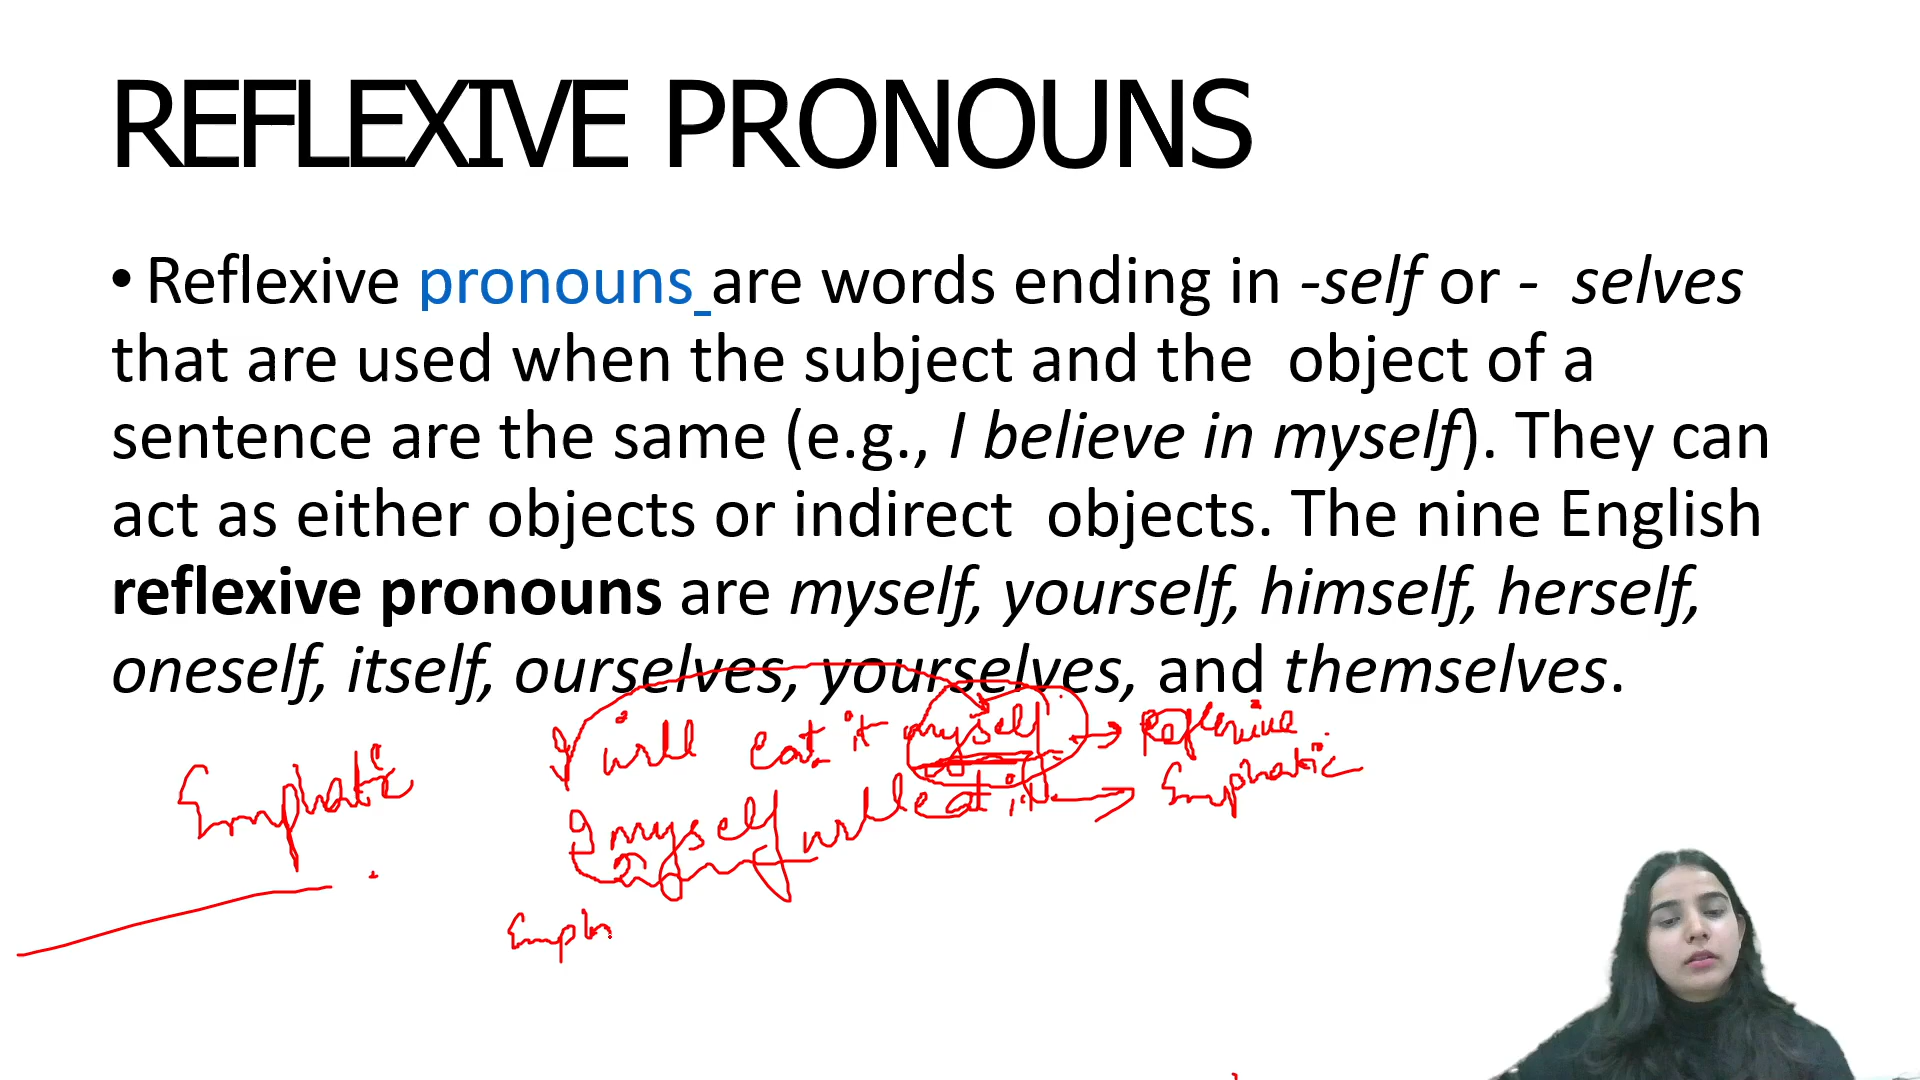 REFLEXIVE PRONOUNS
• Reflexive pronouns are words ending in -self or - selves
that are used when the subject and the object of a
sentence are the same (e.g., I believe in myself). They can
act as either objects or indirect objects. The nine English
reflexive pronouns are myself, yourself, himself, herself,
oneself, itself, ourselves, yourselves, and themselves.
I will eat it myself → Reflexive
Emphatic
I myself will eat it → Emphatic
Emph